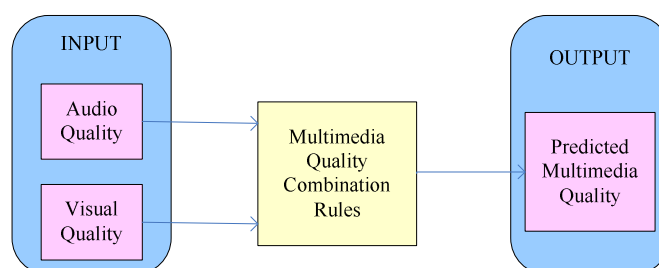 INPUT
Audio
Quality
Visual
Quality
Multimedia
Quality
Combination
Rules
OUTPUT
Predicted
Multimedia
Quality